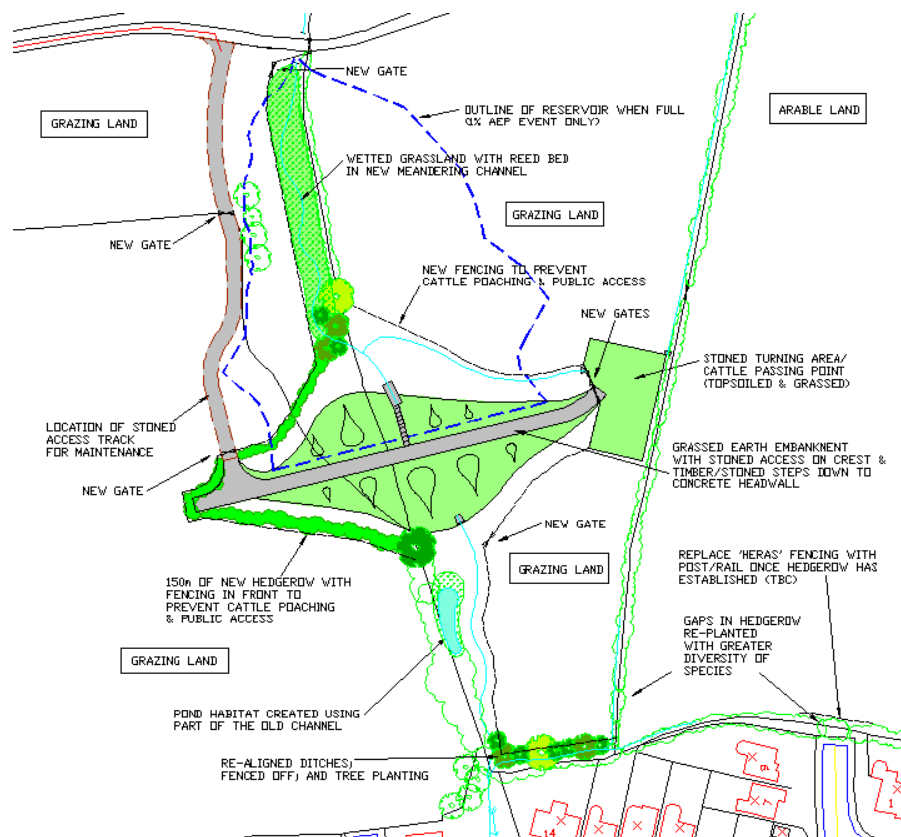 NEW GATE
OUTLINE OF RESERVOIR WHEN FULL
(1% AEP EVENT ONLY)
ARABLE LAND
GRAZING LAND
WETTED GRASSLAND WITH REED BED
IN NEW MEANDERING CHANNEL
GRAZING LAND
NEW GATE
NEW FENCING TO PREVENT
CATTLE POACHING & PUBLIC ACCESS
NEW GATES
STONED TURNING AREA/
CATTLE PASSING POINT
(TOPSOILED & GRASSED)
LOCATION OF STONED
ACCESS TRACK
FOR MAINTENANCE
GRASSED EARTH EMBANKNENT
WITH STONED ACCESS ON CREST &
TIMBER/STONED STEPS DOWN TO
CONCRETE HEADWALL
NEW GATE
NEW GATE
REPLACE 'HERAS' FENCING WITH
POST/RAIL ONCE HEDGEROW HAS
ESTABLISHED (TBC)
GRAZING LAND
150m OF NEW HEDGEROW WITH
FENCING IN FRONT TO
PREVENT CATTLE POACHING
& PUBLIC ACCESS
GAPS IN HEDGEROW
RE-PLANTED
WITH GREATER
DIVERSITY OF
SPECIES
GRAZING LAND
POND HABITAT CREATED USING
PART OF THE OLD CHANNEL
RE-ALIGNED DITCHES;
FENCED OFF; AND TREE PLANTING
1
14